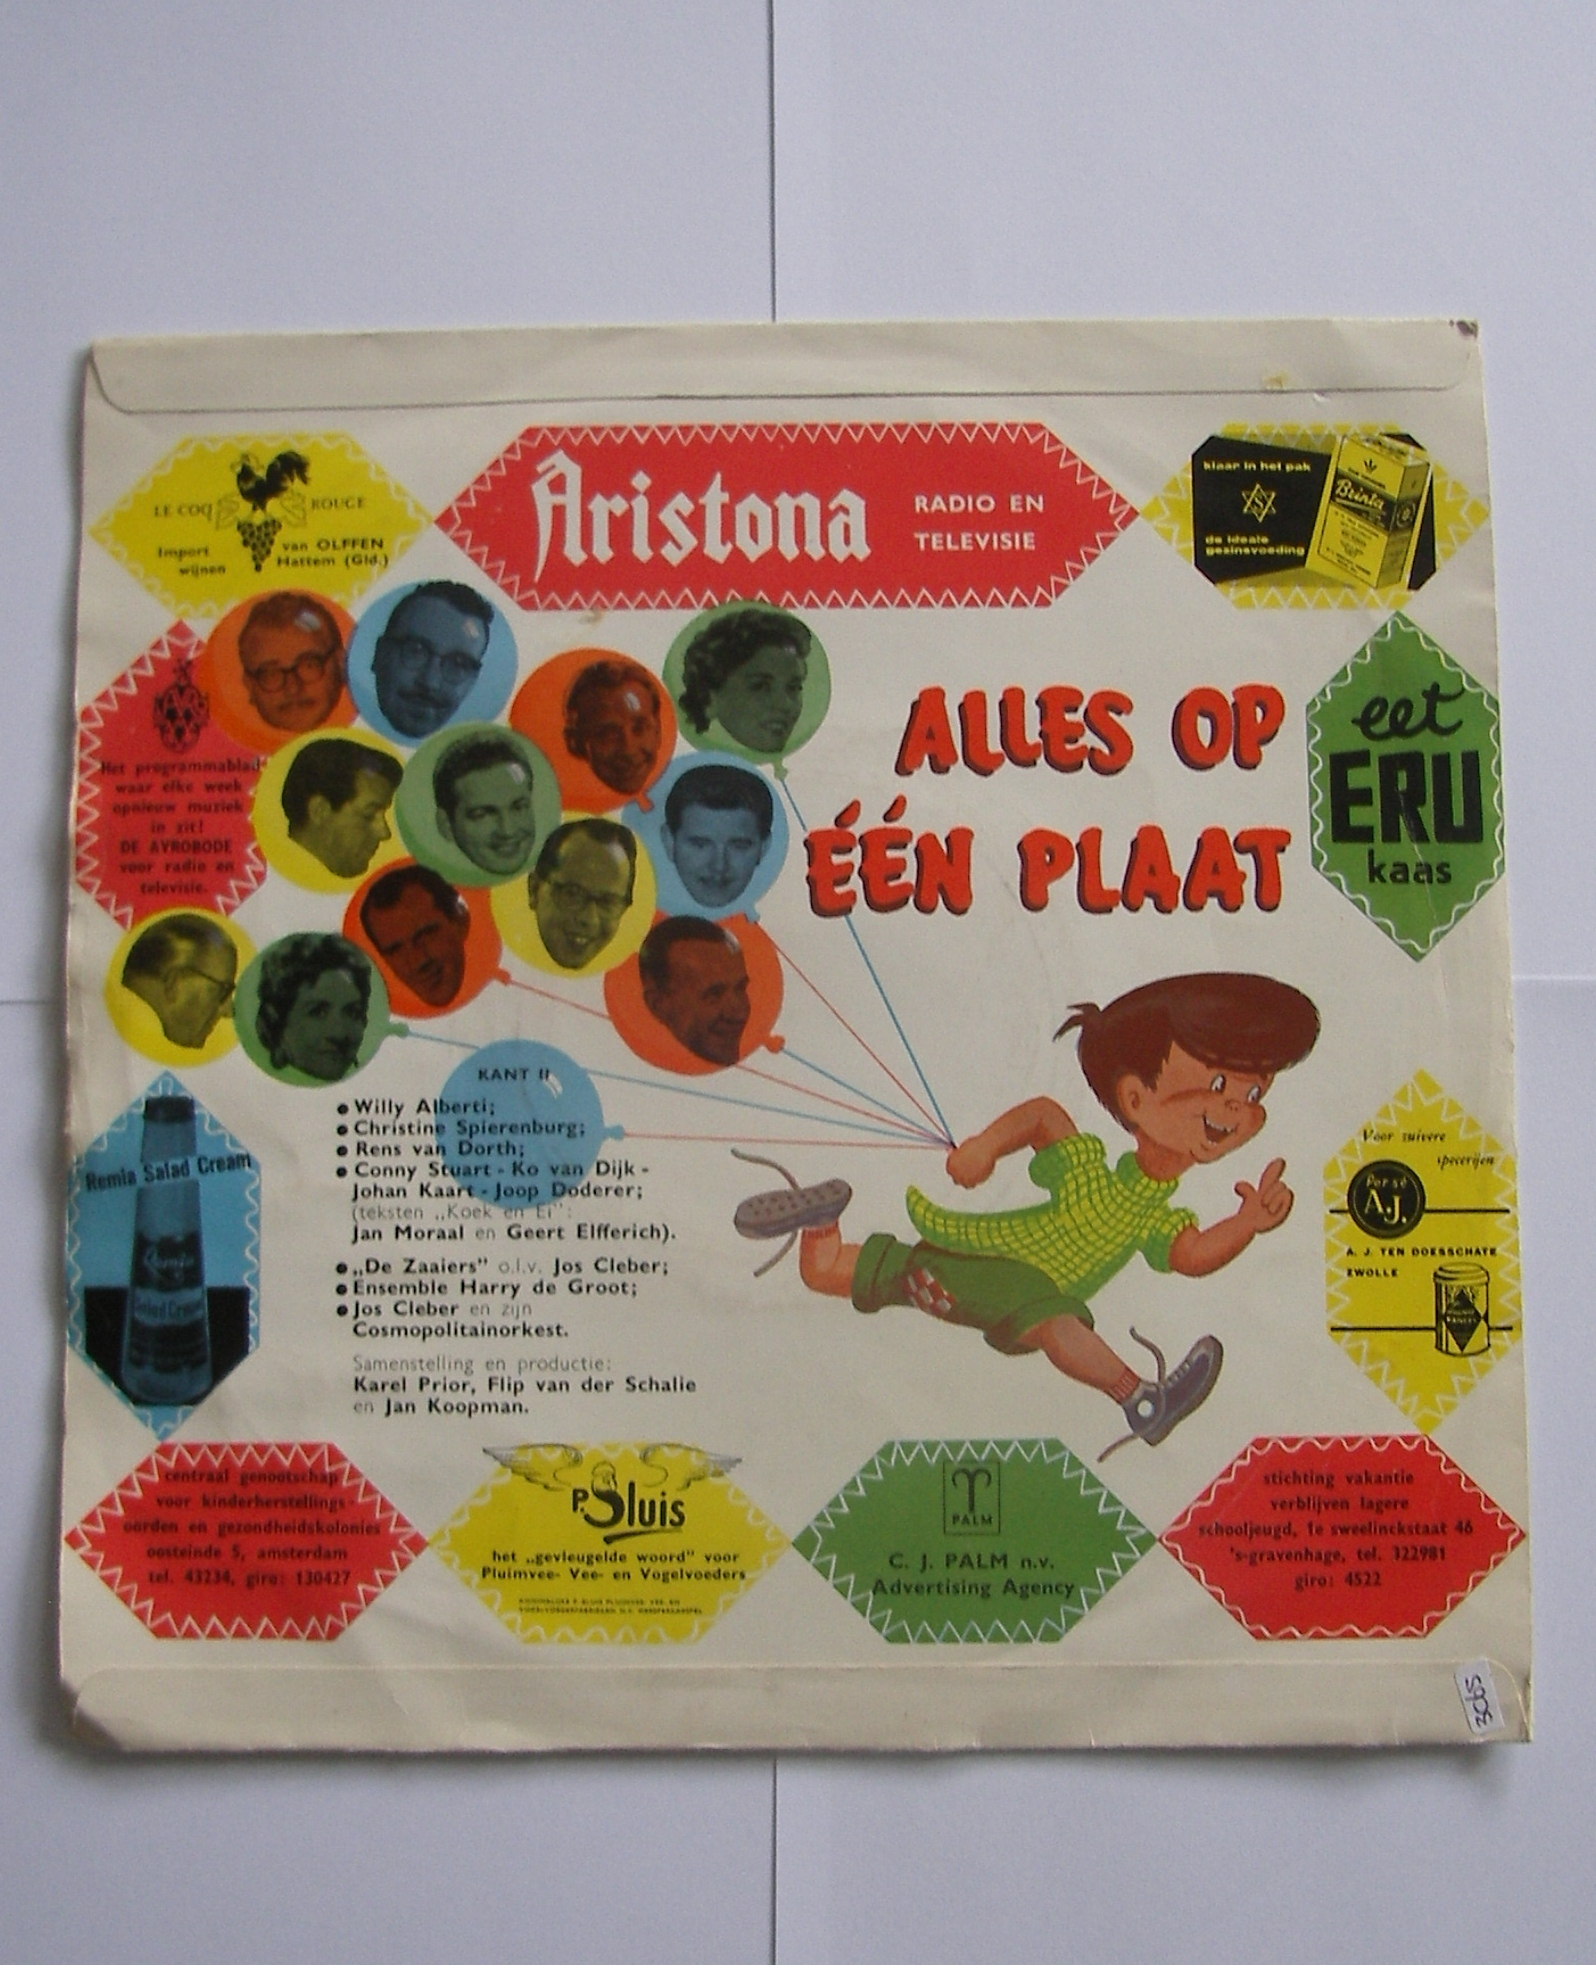 LE COQ ROUGE
Import van OLFFEN
wijnen Hattem (Gld.)
Aristona
RADIO EN
TELEVISIE
klaar in het pak
Brinta
de ideale
gezinsvoeding
Het programmablad
waar elke week
opnieuw muziek
in zit!
DE AVROBODE
voor radio en
televisie.
ALLES OP
ÉÉN PLAAT
eet
ERU
kaas
KANT II
Willy Alberti;
Christine Spierenburg;
Rens van Dorth;
Conny Stuart - Ko van Dijk -
Johan Kaart - Joop Doderer;
(teksten „Koek en Ei”:
Jan Moraal en Geert Elfferich).
„De Zaaiers” o.l.v. Jos Cleber;
Ensemble Harry de Groot;
Jos Cleber en zijn
Cosmopolitainorkest.
Samenstelling en productie:
Karel Prior, Flip van der Schalie
en Jan Koopman.
Remia Salad Cream
Remia
Salad Cream
Voor zuivere
specerijen
Per sé
A.J.
A. J. TEN DOESSCHATE
ZWOLLE
centraal genootschap
voor kinderherstellings-
oorden en gezondheidskolonies
oosteinde 5, amsterdam
tel. 43234, giro: 130427
P. Sluis
het „gevleugelde woord” voor
Pluimvee- Vee- en Vogelvoeders
PALM
C. J. PALM n.v.
Advertising Agency
stichting vakantie
verblijven lagere
schooljeugd, 1e sweelinckstaat 46
's-gravenhage, tel. 322981
giro: 4522
3065